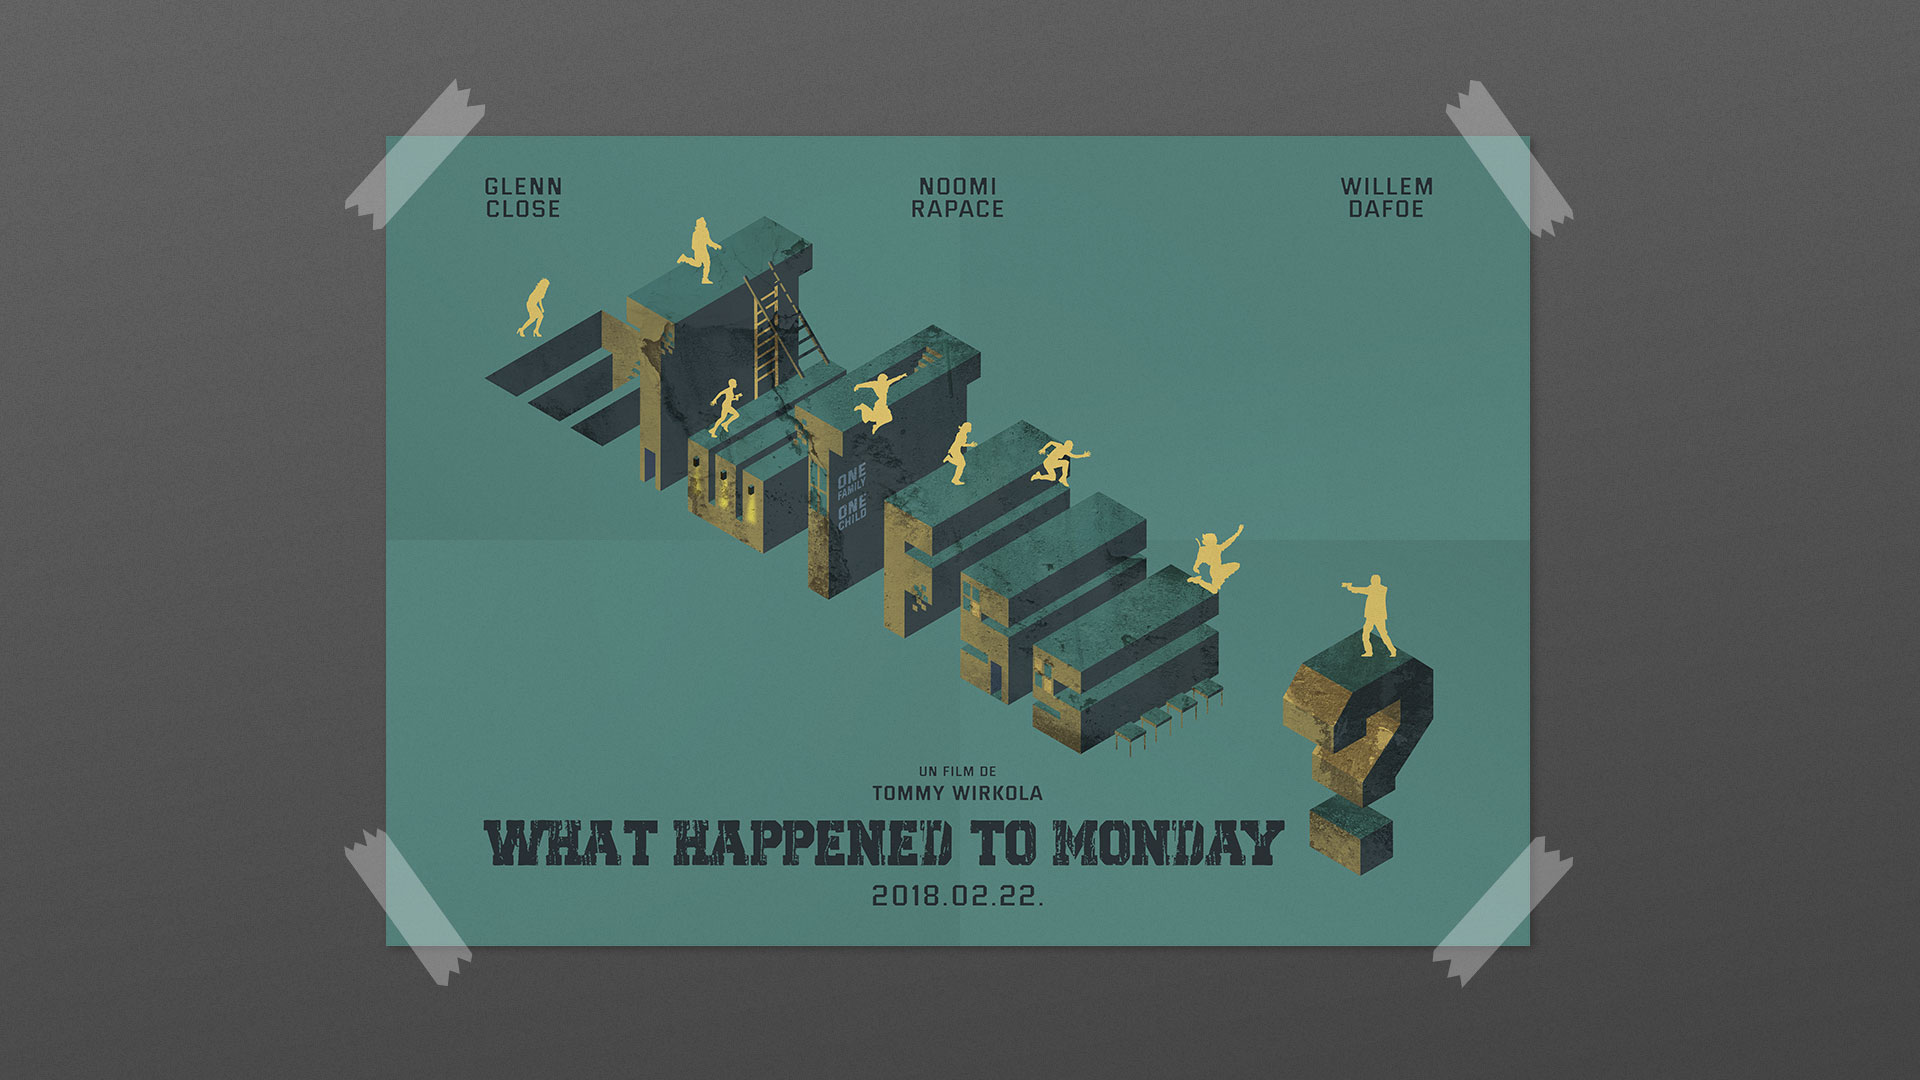 GLENN
CLOSE
NOOMI
RAPACE
WILLEM
DAFOE
M T W T F S S ?
ONE
FAMILY
ONE
CHILD
UN FILM DE
TOMMY WIRKOLA
WHAT HAPPENED TO MONDAY
2018.02.22.